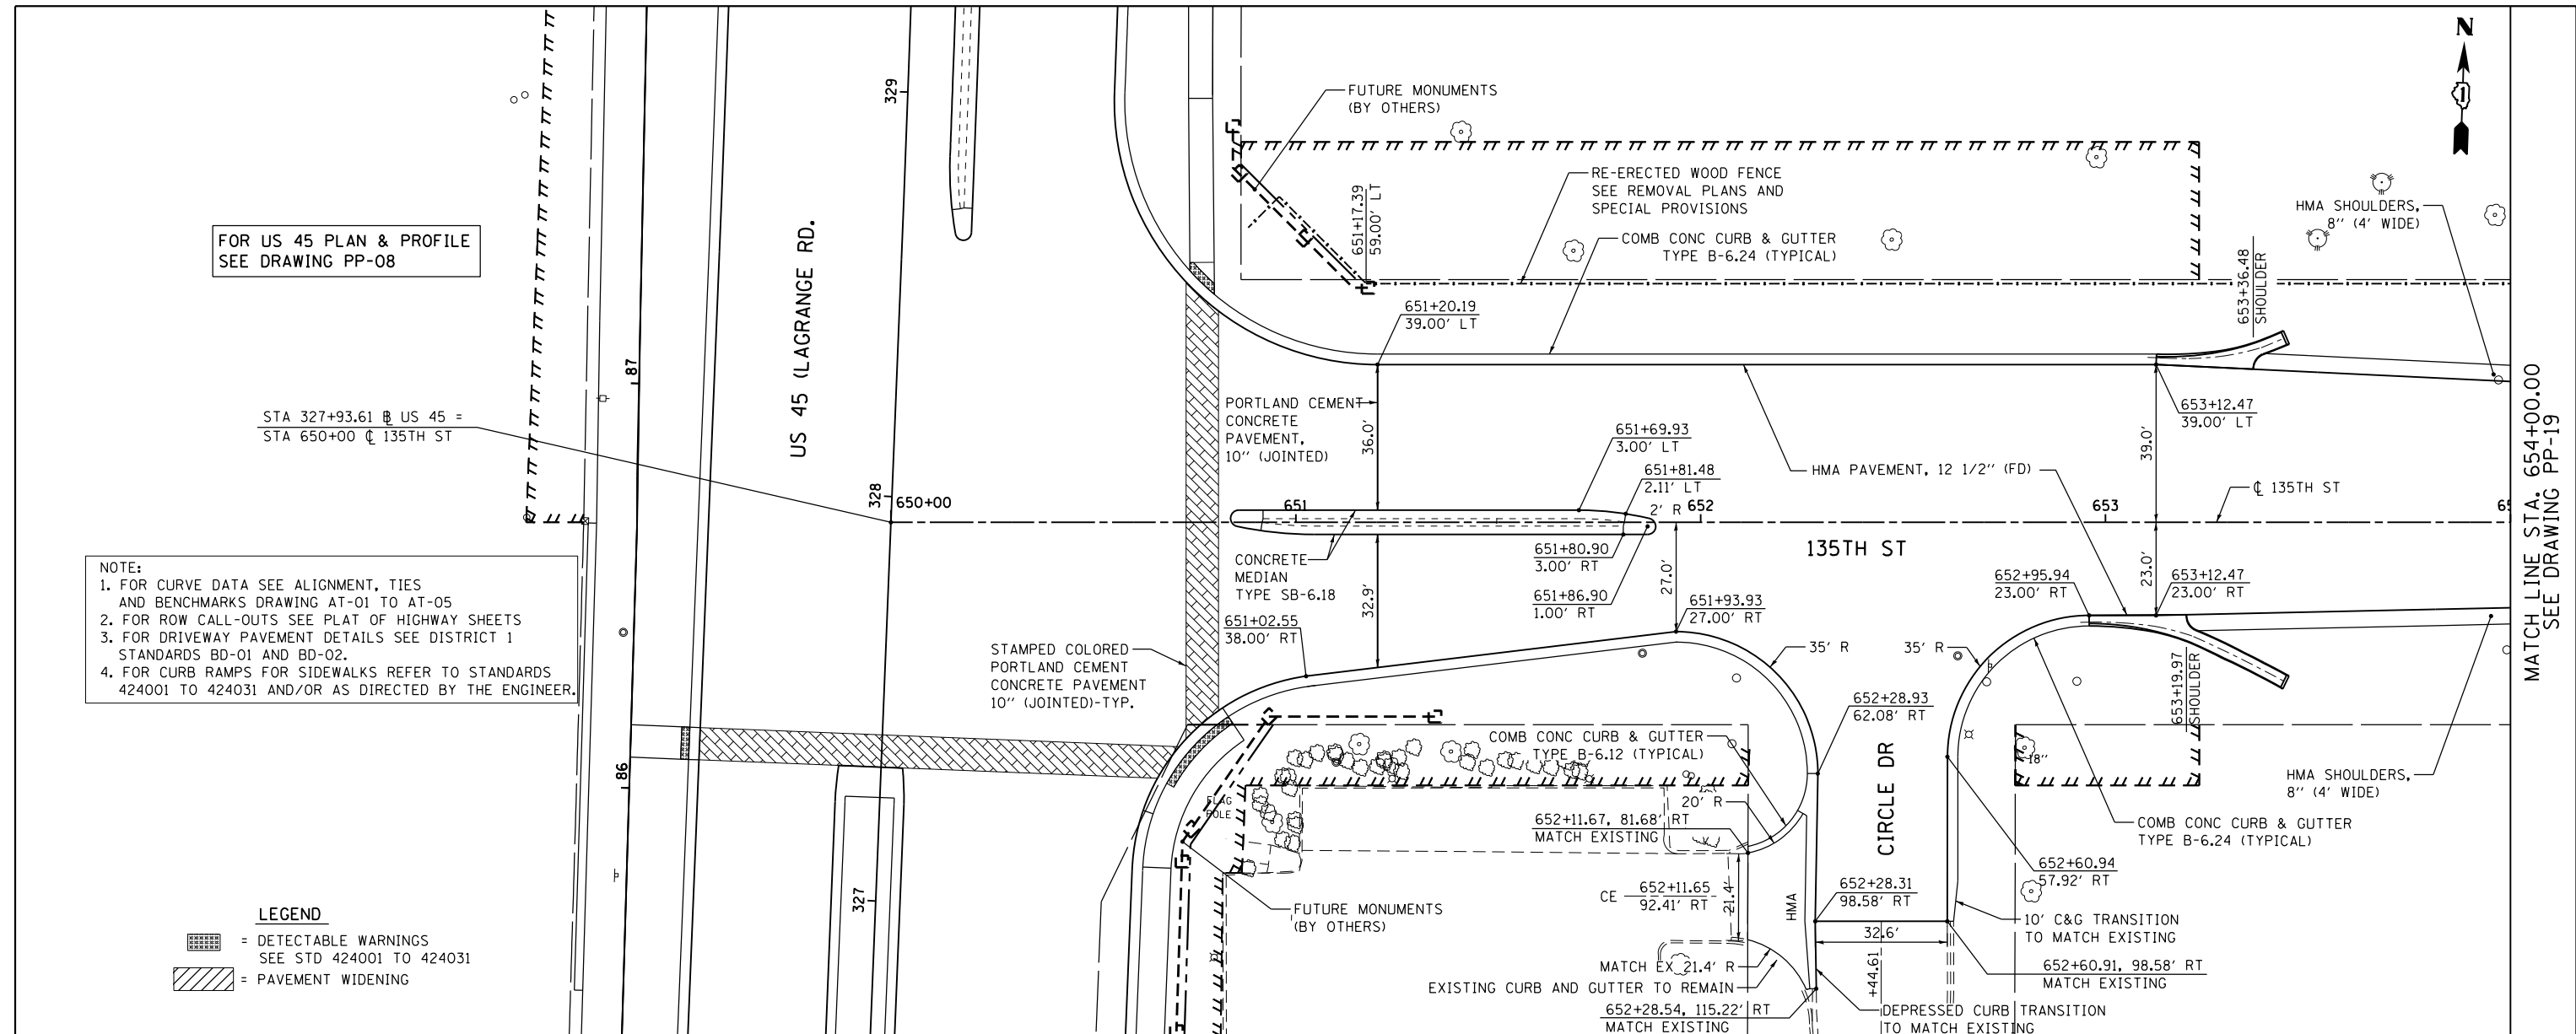 N
1
FUTURE MONUMENTS
(BY OTHERS)
329
RE-ERECTED WOOD FENCE
SEE REMOVAL PLANS AND
SPECIAL PROVISIONS
651+17.39
59.00' LT
HMA SHOULDERS,
8" (4' WIDE)
FOR US 45 PLAN & PROFILE
SEE DRAWING PP-08
US 45 (LAGRANGE RD.
COMB CONC CURB & GUTTER
TYPE B-6.24 (TYPICAL)
653+36.48
SHOULDER
651+20.19
39.00' LT
87
STA 327+93.61 ␢ US 45 =
STA 650+00 ℄ 135TH ST
PORTLAND CEMENT
CONCRETE
PAVEMENT,
10" (JOINTED)
36.0'
651+69.93
3.00' LT
653+12.47
39.00' LT
39.0'
651+81.48
2.11' LT
HMA PAVEMENT, 12 1/2" (FD)
℄ 135TH ST
MATCH LINE STA. 654+00.00
SEE DRAWING PP-19
328
650+00
651
2' R
652
653
65
135TH ST
CONCRETE
MEDIAN
TYPE SB-6.18
651+80.90
3.00' RT
651+86.90
1.00' RT
32.9'
27.0'
23.0'
652+95.94
23.00' RT
653+12.47
23.00' RT
NOTE:
1. FOR CURVE DATA SEE ALIGNMENT, TIES
AND BENCHMARKS DRAWING AT-01 TO AT-05
2. FOR ROW CALL-OUTS SEE PLAT OF HIGHWAY SHEETS
3. FOR DRIVEWAY PAVEMENT DETAILS SEE DISTRICT 1
STANDARDS BD-01 AND BD-02.
4. FOR CURB RAMPS FOR SIDEWALKS REFER TO STANDARDS
424001 TO 424031 AND/OR AS DIRECTED BY THE ENGINEER.
651+02.55
38.00' RT
651+93.93
27.00' RT
STAMPED COLORED
PORTLAND CEMENT
CONCRETE PAVEMENT
10" (JOINTED)-TYP.
35' R
35' R
653+19.97
SHOULDER
652+28.93
62.08' RT
COMB CONC CURB & GUTTER
TYPE B-6.12 (TYPICAL)
CIRCLE DR
18"
86
HMA SHOULDERS,
8" (4' WIDE)
FLAG
POLE
20' R
652+11.67, 81.68' RT
MATCH EXISTING
COMB CONC CURB & GUTTER
TYPE B-6.24 (TYPICAL)
652+60.94
57.92' RT
327
CE
652+11.65
92.41' RT
21.4'
HMA
652+28.31
98.58' RT
LEGEND
= DETECTABLE WARNINGS
SEE STD 424001 TO 424031
= PAVEMENT WIDENING
FUTURE MONUMENTS
(BY OTHERS)
10' C&G TRANSITION
TO MATCH EXISTING
32.6'
MATCH EX 21.4' R
EXISTING CURB AND GUTTER TO REMAIN
652+60.91, 98.58' RT
MATCH EXISTING
+44.61
652+28.54, 115.22' RT
MATCH EXISTING
DEPRESSED CURB TRANSITION
TO MATCH EXISTING